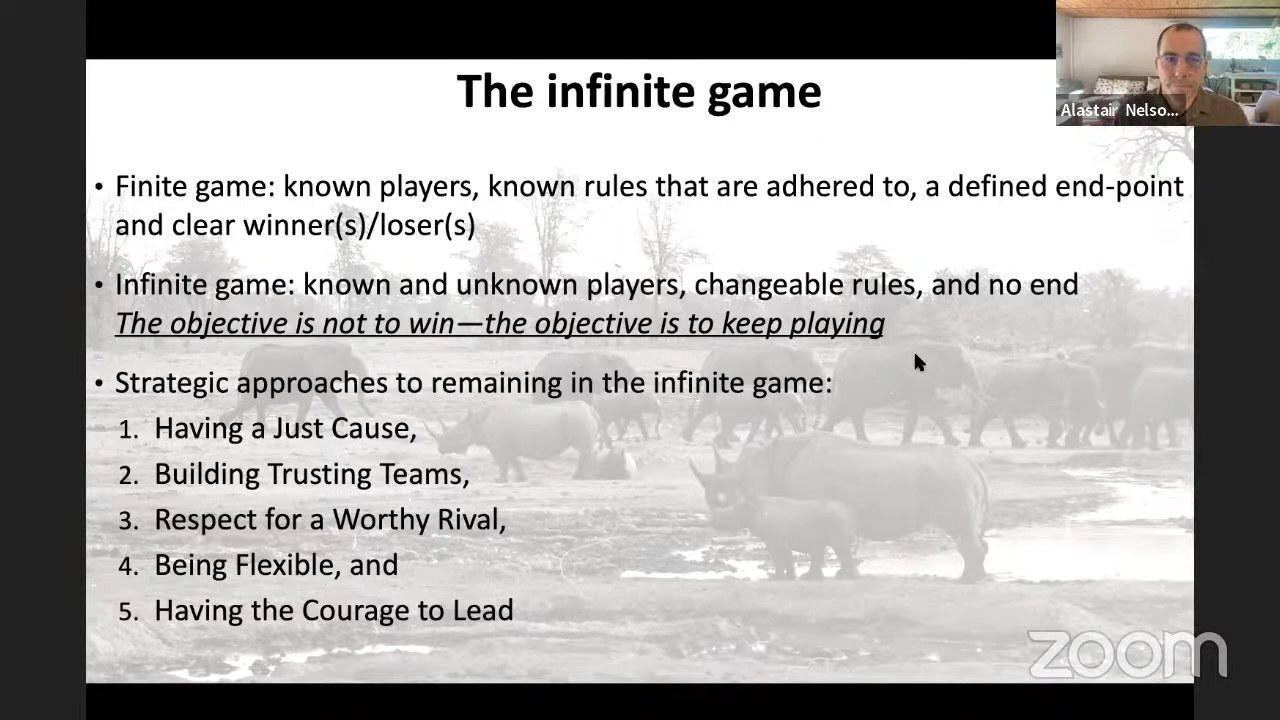 The infinite game
Alastair Nelso...
• Finite game: known players, known rules that are adhered to, a defined end-point
and clear winner(s)/loser(s)
• Infinite game: known and unknown players, changeable rules, and no end
The objective is not to win—the objective is to keep playing
• Strategic approaches to remaining in the infinite game:
1. Having a Just Cause,
2. Building Trusting Teams,
3. Respect for a Worthy Rival,
4. Being Flexible, and
5. Having the Courage to Lead
zoom